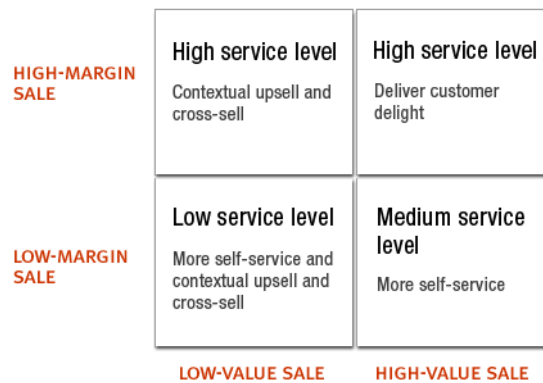 HIGH-MARGIN
SALE
High service level
Contextual upsell and
cross-sell
High service level
Deliver customer
delight
LOW-MARGIN
SALE
Low service level
More self-service and
contextual upsell and
cross-sell
Medium service
level
More self-service
LOW-VALUE SALE
HIGH-VALUE SALE